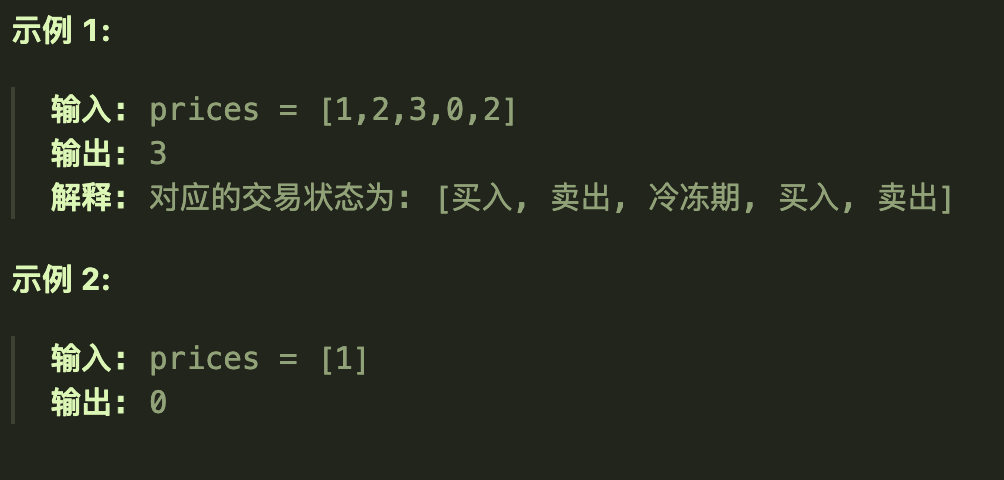 示例 1:
输入: prices = [1,2,3,0,2]
输出: 3
解释: 对应的交易状态为: [买入, 卖出, 冷冻期, 买入, 卖出]
示例 2:
输入: prices = [1]
输出: 0